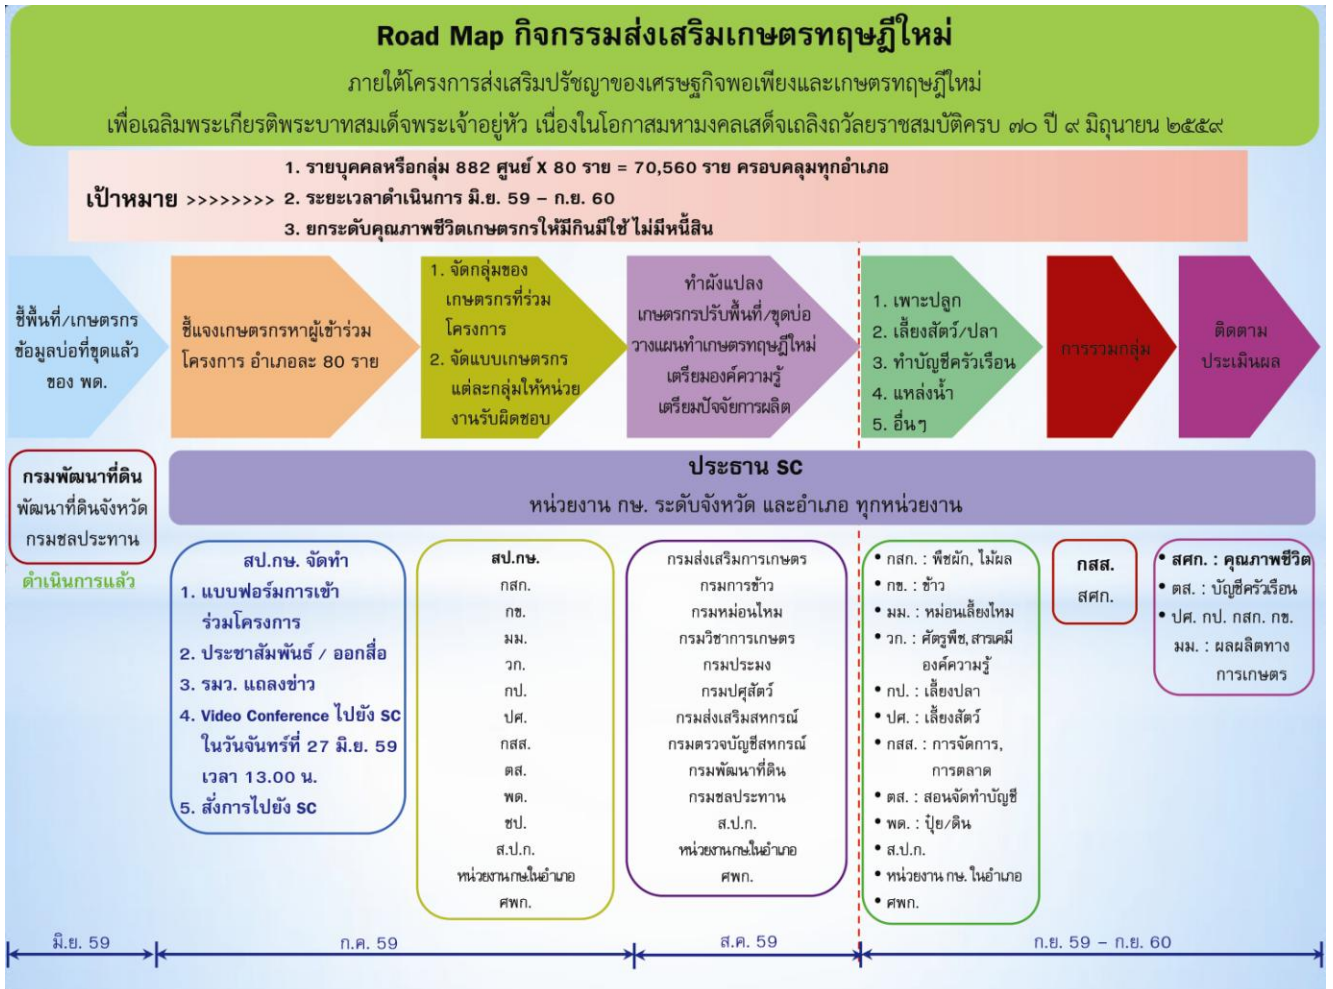 Road Map กิจกรรมส่งเสริมเกษตรทฤษฎีใหม่
ภายใต้โครงการส่งเสริมปรัชญาของเศรษฐกิจพอเพียงและเกษตรทฤษฎีใหม่
เพื่อเฉลิมพระเกียรติพระบาทสมเด็จพระเจ้าอยู่หัว เนื่องในโอกาสมหามงคลเสด็จเถลิงถวัลยราชสมบัติครบ ๗๐ ปี ๙ มิถุนายน ๒๕๕๙
เป้าหมาย >>>>>>>>
1. รายบุคคลหรือกลุ่ม 882 ศูนย์ X 80 ราย = 70,560 ราย ครอบคลุมทุกอำเภอ
2. ระยะเวลาดำเนินการ มิ.ย. 59 – ก.ย. 60
3. ยกระดับคุณภาพชีวิตเกษตรกรให้มีกินมีใช้ ไม่มีหนี้สิน
ชี้พื้นที่/เกษตรกร
ข้อมูลบ่อที่ขุดแล้ว
ของ พด.
ชี้แจงเกษตรกรหาผู้เข้าร่วม
โครงการ อำเภอละ 80 ราย
1. จัดกลุ่มของ
เกษตรกรที่ร่วม
โครงการ
2. จัดแบบเกษตรกร
แต่ละกลุ่มให้หน่วย
งานรับผิดชอบ
ทำผังแปลง
เกษตรกรปรับพื้นที่/ขุดบ่อ
วางแผนทำเกษตรทฤษฎีใหม่
เตรียมองค์ความรู้
เตรียมปัจจัยการผลิต
1. เพาะปลูก
2. เลี้ยงสัตว์/ปลา
3. ทำบัญชีครัวเรือน
4. แหล่งน้ำ
5. อื่นๆ
การรวมกลุ่ม
ติดตาม
ประเมินผล
กรมพัฒนาที่ดิน
พัฒนาที่ดินจังหวัด
กรมชลประทาน
ดำเนินการแล้ว
ประธาน SC
หน่วยงาน กษ. ระดับจังหวัด และอำเภอ ทุกหน่วยงาน
สป.กษ. จัดทำ
1. แบบฟอร์มการเข้า
ร่วมโครงการ
2. ประชาสัมพันธ์ / ออกสื่อ
3. รมว. แถลงข่าว
4. Video Conference ไปยัง SC
ในวันจันทร์ที่ 27 มิ.ย. 59
เวลา 13.00 น.
5. สั่งการไปยัง SC
สป.กษ.
กสก.
กข.
มม.
วก.
กป.
ปศ.
กสส.
ตส.
พด.
ชป.
ส.ป.ก.
หน่วยงานกษ.ในอำเภอ
ศพก.
กรมส่งเสริมการเกษตร
กรมการข้าว
กรมหม่อนไหม
กรมวิชาการเกษตร
กรมประมง
กรมปศุสัตว์
กรมส่งเสริมสหกรณ์
กรมตรวจบัญชีสหกรณ์
กรมพัฒนาที่ดิน
กรมชลประทาน
ส.ป.ก.
หน่วยงานกษ.ในอำเภอ
ศพก.
• กสก. : พืชผัก, ไม้ผล
• กข. : ข้าว
• มม. : หม่อนเลี้ยงไหม
• วก. : ศัตรูพืช, สารเคมี
องค์ความรู้
• กป. : เลี้ยงปลา
• ปศ. : เลี้ยงสัตว์
• กสส. : การจัดการ,
การตลาด
• ตส. : สอนจัดทำบัญชี
• พด. : ปุ๋ย/ดิน
• ส.ป.ก.
• หน่วยงาน กษ. ในอำเภอ
• ศพก.
กสส.
สศก.
• สศก. : คุณภาพชีวิต
• ตส. : บัญชีครัวเรือน
• ปศ. กป. กสก. กข.
มม. : ผลผลิตทาง
การเกษตร
มิ.ย. 59
ก.ค. 59
ส.ค. 59
ก.ย. 59 – ก.ย. 60